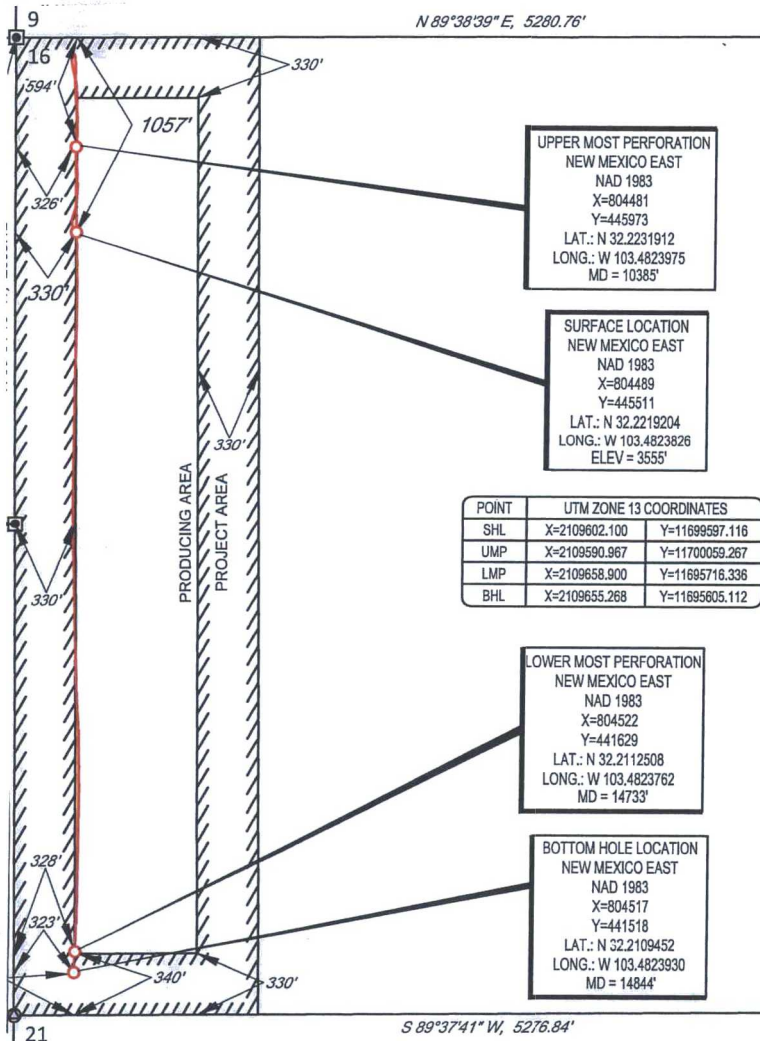 9
N 89°38'39" E, 5280.76'
16
330'
594'
1057'
UPPER MOST PERFORATION
NEW MEXICO EAST
NAD 1983
X=804481
Y=445973
LAT.: N 32.2231912
LONG.: W 103.4823975
MD = 10385'
326'
330'
SURFACE LOCATION
NEW MEXICO EAST
NAD 1983
X=804489
Y=445511
LAT.: N 32.2219204
LONG.: W 103.4823826
ELEV = 3555'
330'
PRODUCING AREA
PROJECT AREA
POINT UTM ZONE 13 COORDINATES
SHL X=2109602.100 Y=11699597.116
UMP X=2109590.967 Y=11700059.267
LMP X=2109658.900 Y=11695716.336
BHL X=2109655.268 Y=11695605.112
330'
LOWER MOST PERFORATION
NEW MEXICO EAST
NAD 1983
X=804522
Y=441629
LAT.: N 32.2112508
LONG.: W 103.4823762
MD = 14733'
328'
323'
BOTTOM HOLE LOCATION
NEW MEXICO EAST
NAD 1983
X=804517
Y=441518
LAT.: N 32.2109452
LONG.: W 103.4823930
MD = 14844'
340'
330'
21
S 89°37'41" W, 5276.84'